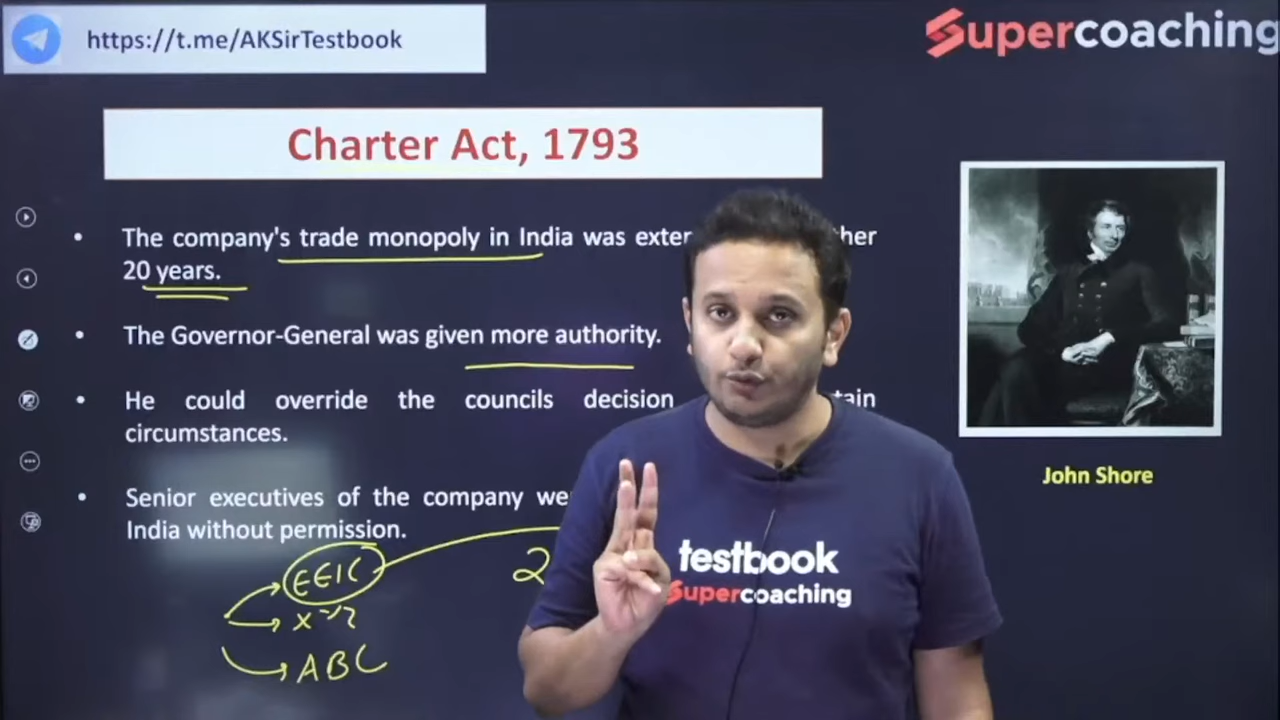 https://t.me/AKSirTestbook
Supercoaching
Charter Act, 1793
• The company's trade monopoly in India was exter ther
20 years.
• The Governor-General was given more authority.
• He could override the councils decision tain
circumstances.
• Senior executives of the company we
India without permission.
John Shore
EEIC
2
ABC
testbook
Supercoaching